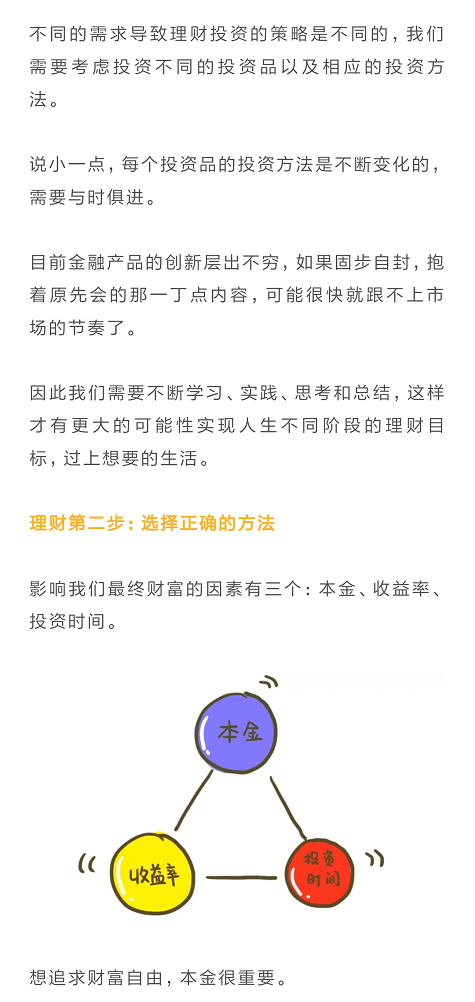 不同的需求导致理财投资的策略是不同的，我们
需要考虑投资不同的投资品以及相应的投资方
法。
说小一点，每个投资品的投资方法是不断变化的，
需要与时俱进。
目前金融产品的创新层出不穷，如果固步自封，抱
着原先会的那一丁点内容，可能很快就跟不上市
场的节奏了。
因此我们需要不断学习、实践、思考和总结，这样
才有更大的可能性实现人生不同阶段的理财目
标，过上想要的生活。
理财第二步：选择正确的方法
影响我们最终财富的因素有三个：本金、收益率、
投资时间。
本金
收益率
投资
时间
想追求财富自由，本金很重要。